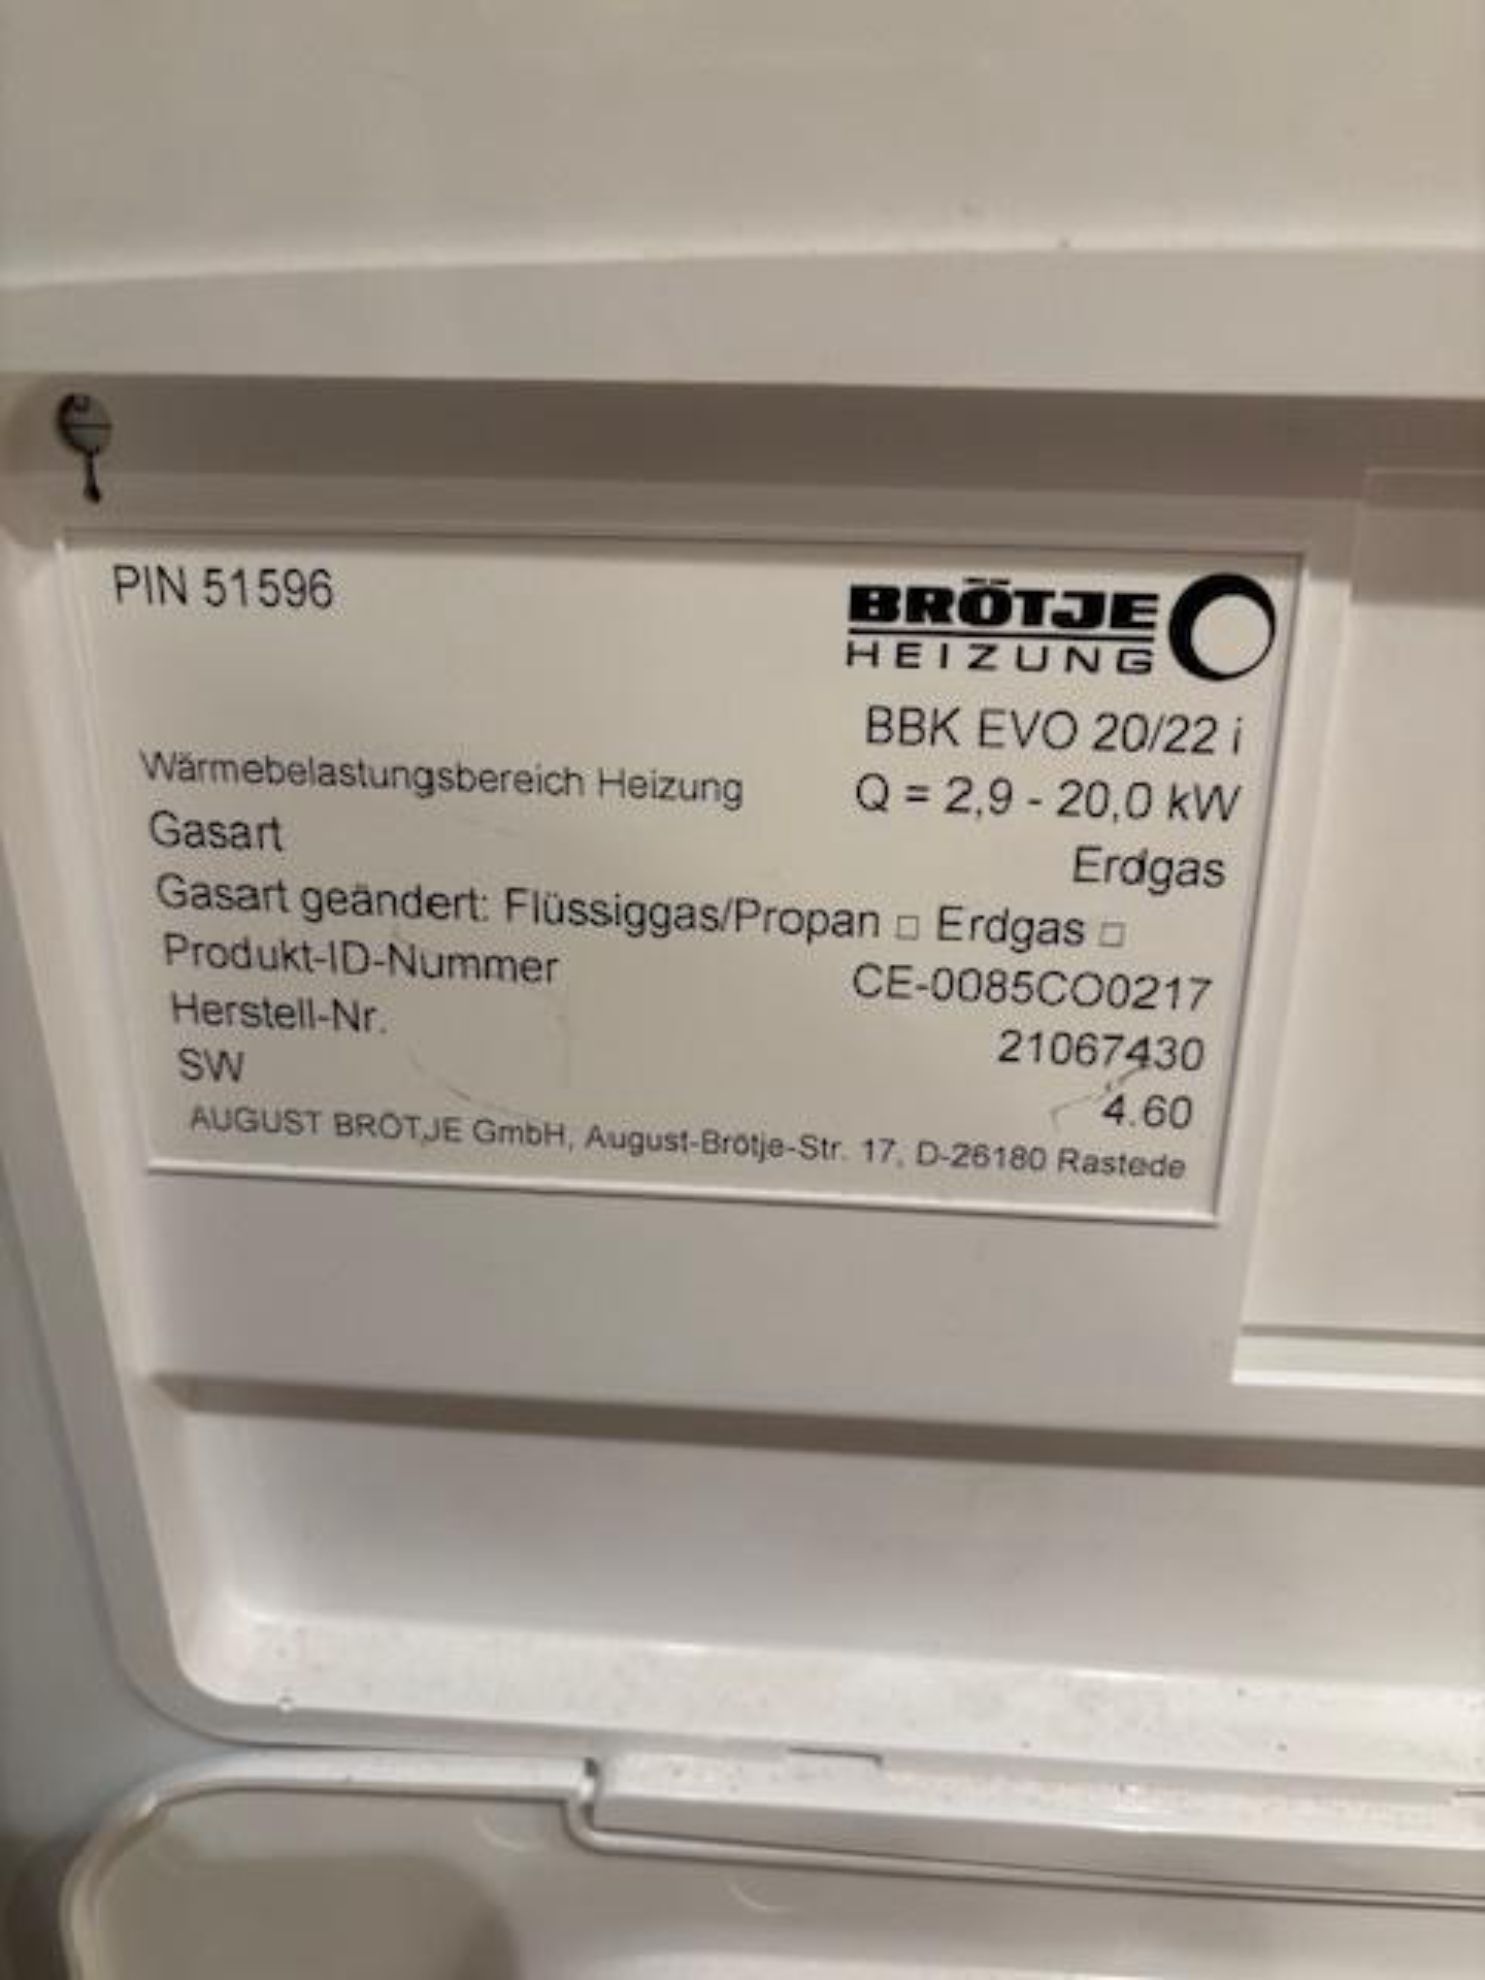 PIN 51596
BRÖTJE
HEIZUNG
BBK EVO 20/22 i
Wärmebelastungsbereich Heizung Q = 2,9 - 20,0 kW
Gasart Erdgas
Gasart geändert: Flüssiggas/Propan □ Erdgas □
Produkt-ID-Nummer CE-0085CO0217
Herstell-Nr. 21067430
SW 4.60
AUGUST BRÖTJE GmbH, August-Brötje-Str. 17, D-26180 Rastede